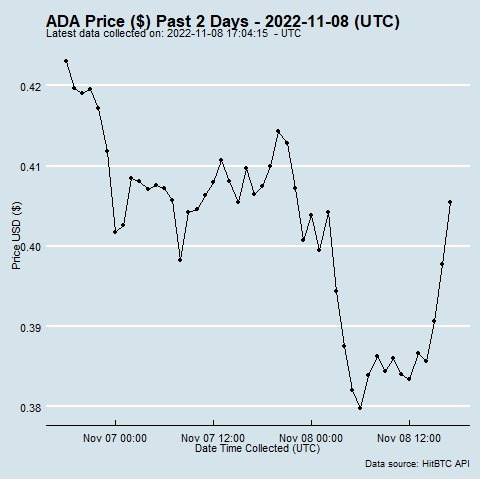 ADA Price ($) Past 2 Days - 2022-11-08 (UTC)
Latest data collected on: 2022-11-08 17:04:15 - UTC
Price USD ($)
0.42
0.41
0.40
0.39
0.38
Nov 07 00:00 Nov 07 12:00 Nov 08 00:00 Nov 08 12:00
Date Time Collected (UTC)
Data source: HitBTC API